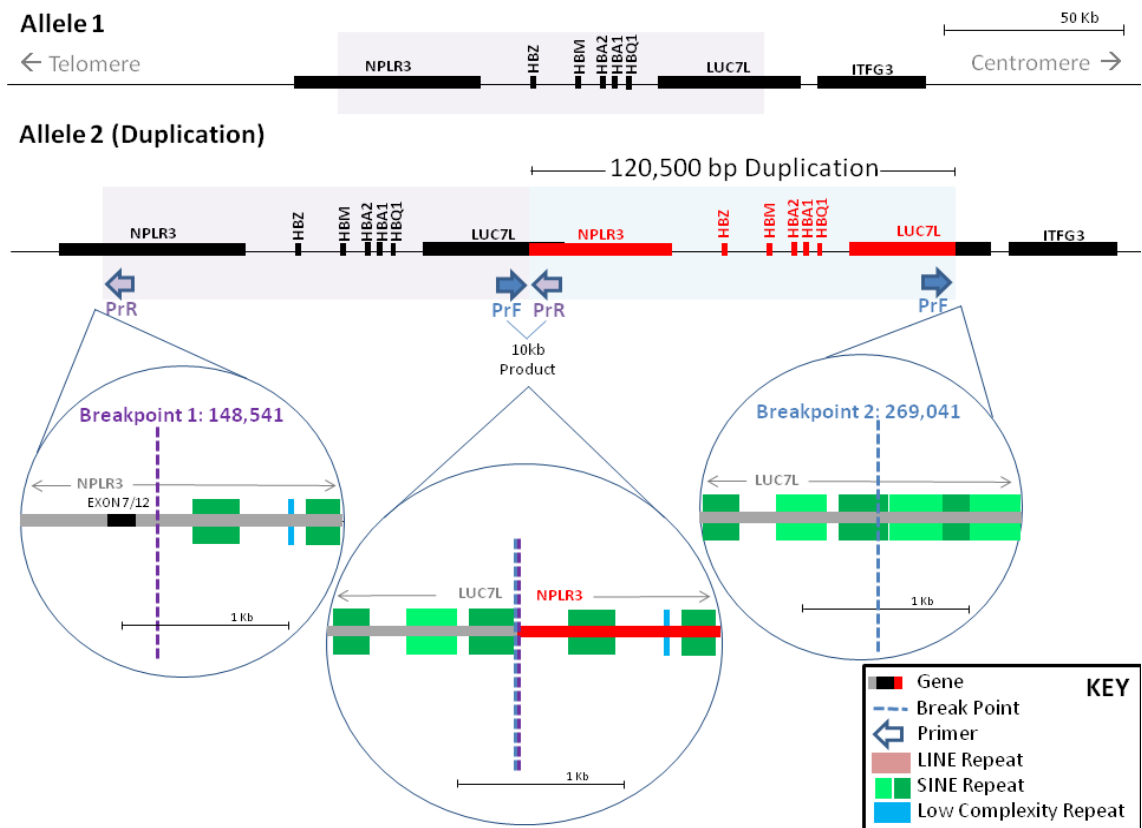 Allele 1
50 Kb
← Telomere
Centromere →
NPLR3
HBZ
HBM
HBA2
HBA1
HBQ1
LUC7L
ITFG3
Allele 2 (Duplication)
120,500 bp Duplication
NPLR3
HBZ
HBM
HBA2
HBA1
HBQ1
LUC7L
NPLR3
HBZ
HBM
HBA2
HBA1
HBQ1
LUC7L
ITFG3
PrR
PrF
PrR
PrF
10kb
Product
Breakpoint 1: 148,541
NPLR3
EXON 7/12
1 Kb
LUC7L
NPLR3
1 Kb
Breakpoint 2: 269,041
LUC7L
1 Kb
KEY
Gene
Break Point
Primer
LINE Repeat
SINE Repeat
Low Complexity Repeat